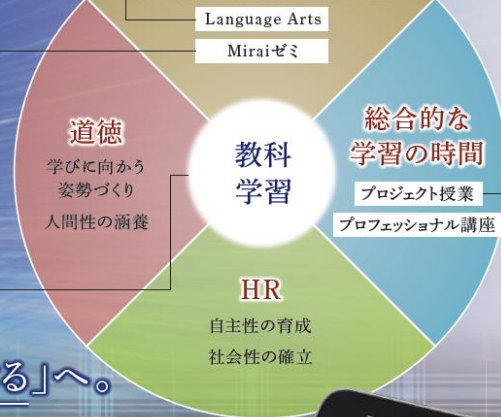 Language Arts
Miraiゼミ
道徳
学びに向かう
姿勢づくり
人間性の涵養
教科
学習
総合的な
学習の時間
プロジェクト授業
プロフェッショナル講座
HR
自主性の育成
社会性の確立
る」へ。